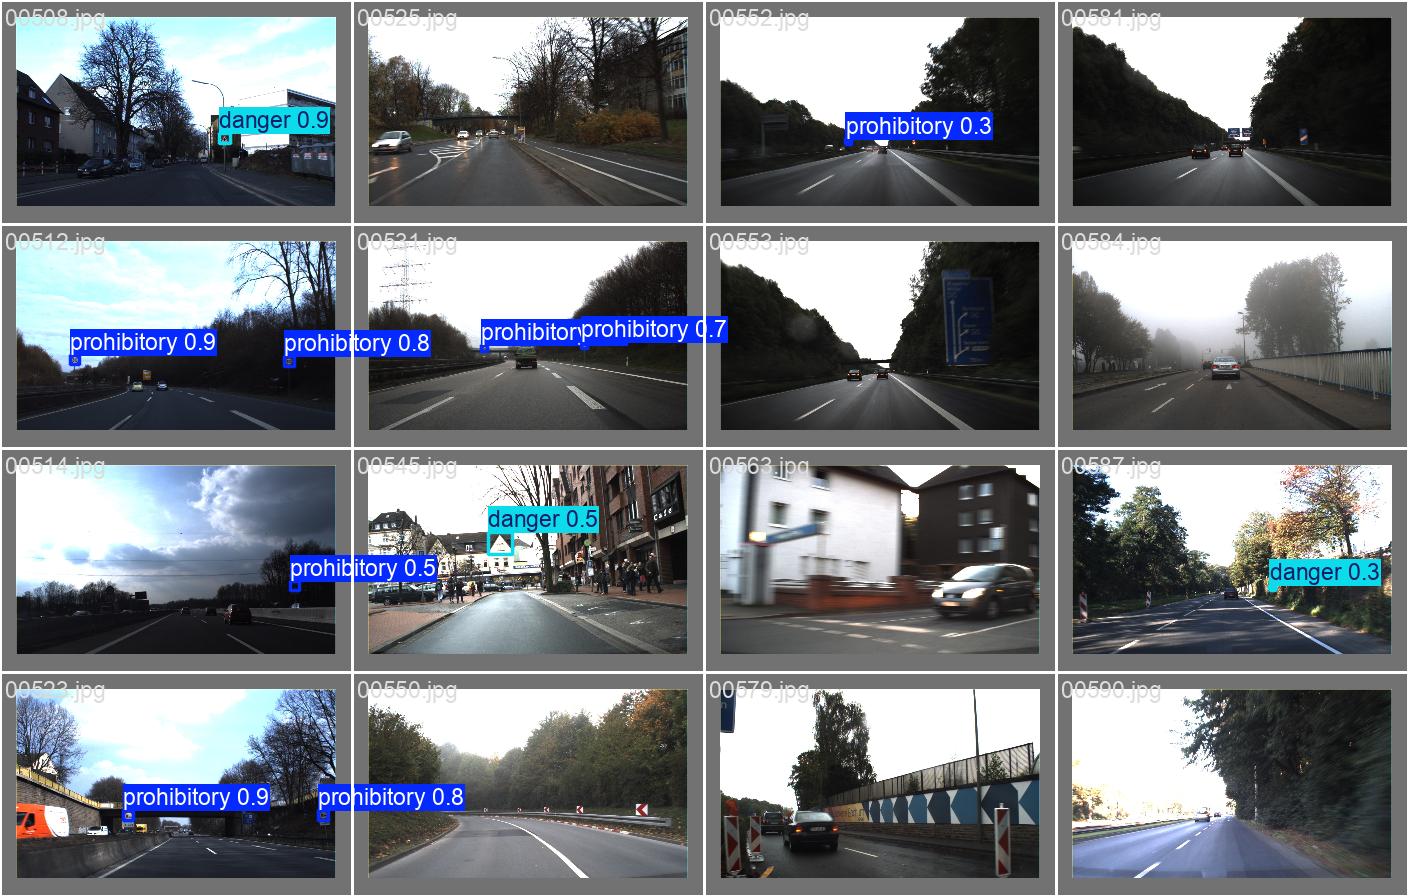 00508.jpg
danger 0.9
00525.jpg
00552.jpg
prohibitory 0.3
00581.jpg
00512.jpg
prohibitory 0.9
prohibitory 0.8
00531.jpg
prohibitory
prohibitory 0.7
00553.jpg
00584.jpg
00514.jpg
prohibitory 0.5
00545.jpg
danger 0.5
00563.jpg
00587.jpg
danger 0.3
00523.jpg
prohibitory 0.9
prohibitory 0.8
00550.jpg
00579.jpg
00590.jpg